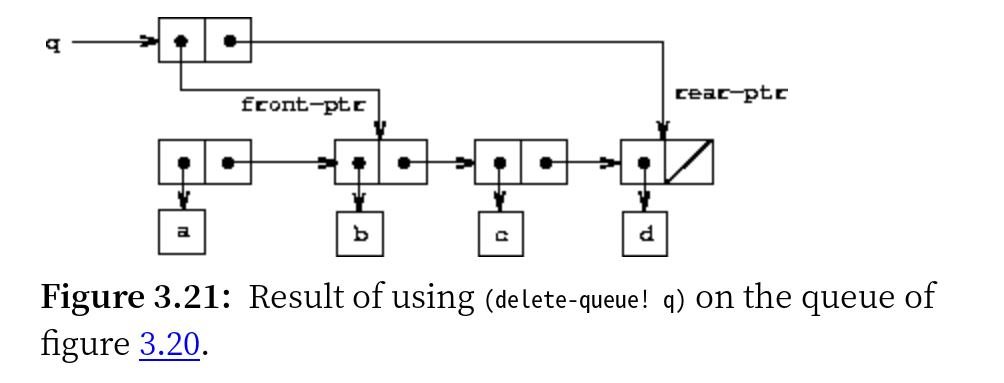 q
front-ptr
rear-ptr
a b c d
Figure 3.21: Result of using (delete-queue! q) on the queue of
figure 3.20.